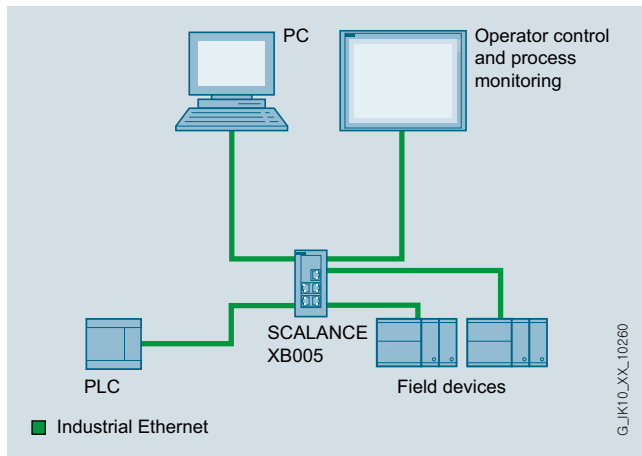 PC
Operator control
and process
monitoring
SCALANCE
XB005
PLC
Field devices
Industrial Ethernet
G_IK10_XX_10260